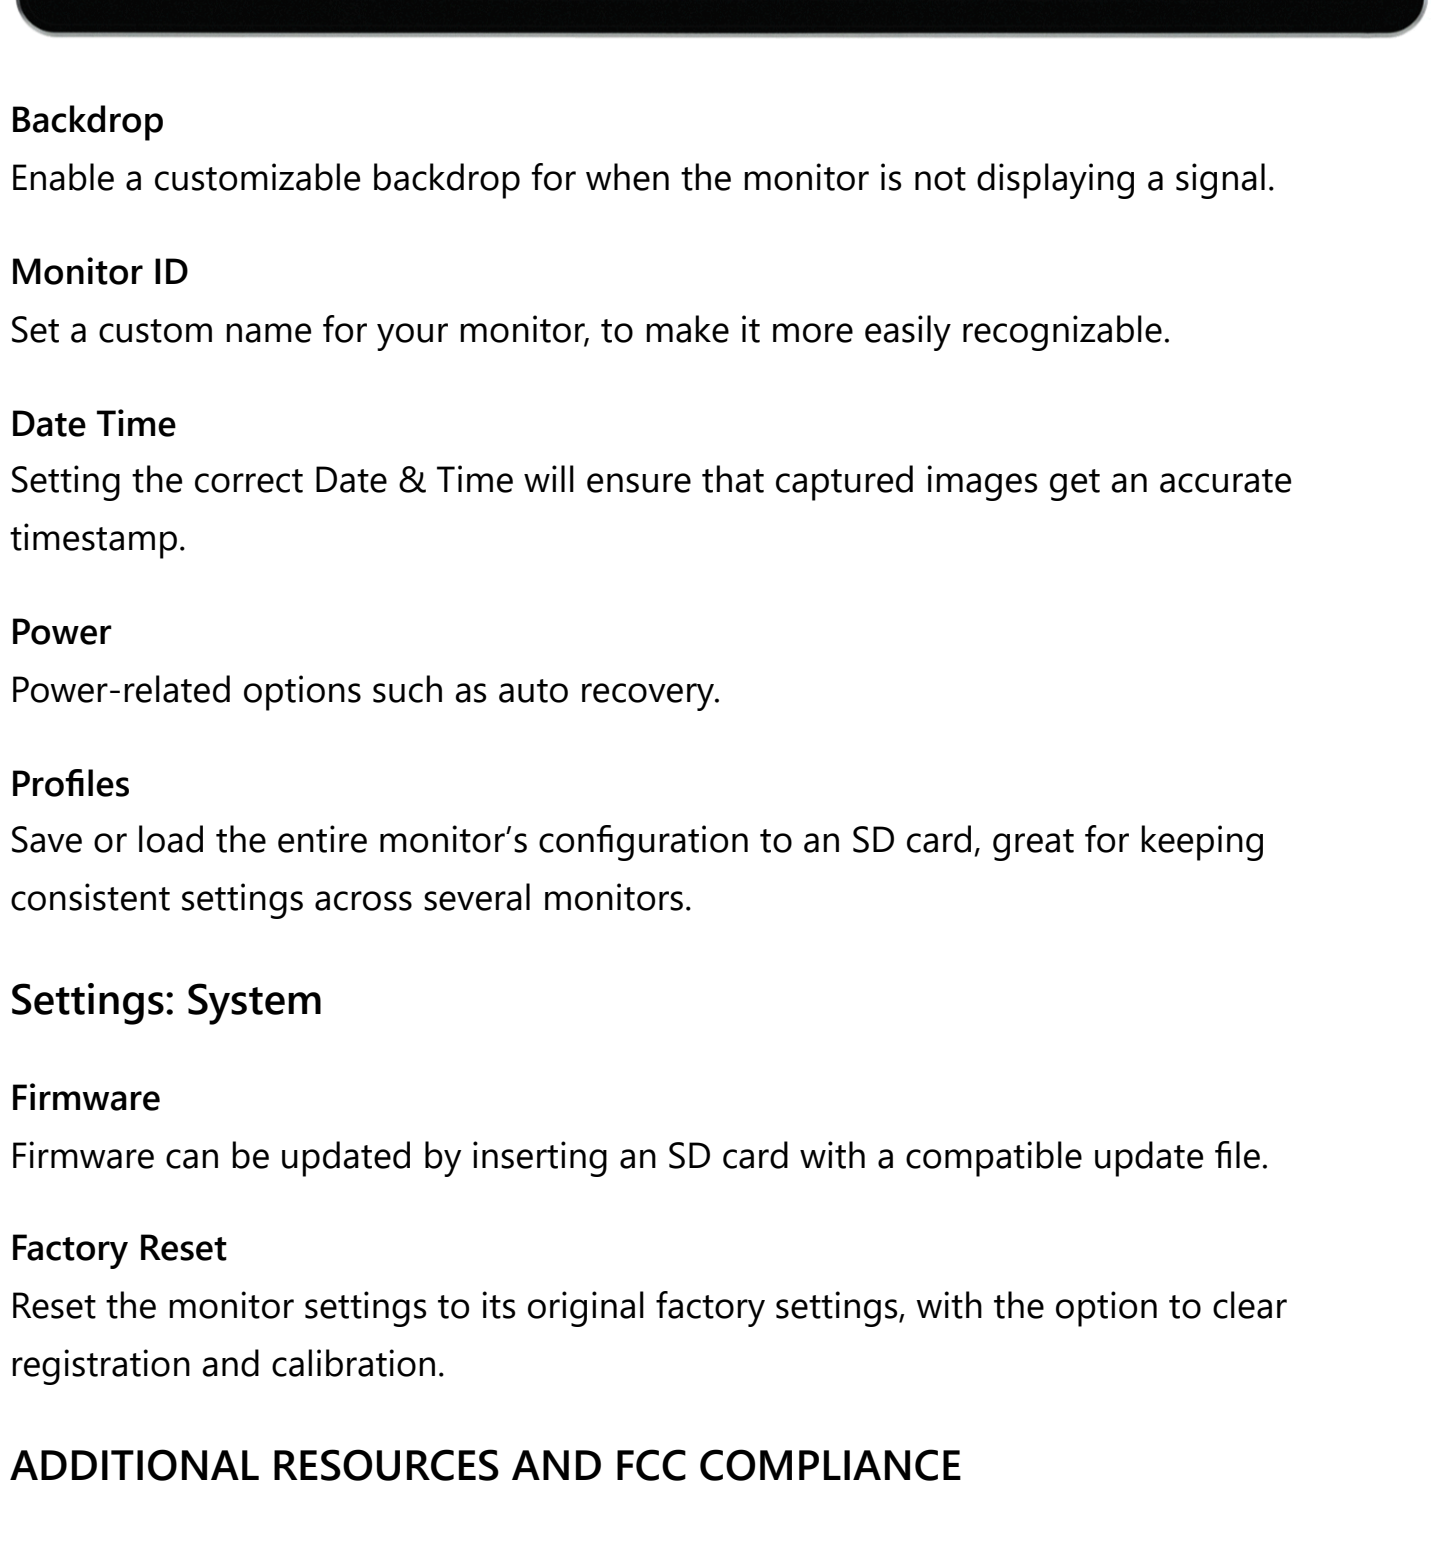 Backdrop
Enable a customizable backdrop for when the monitor is not displaying a signal.
Monitor ID
Set a custom name for your monitor, to make it more easily recognizable.
Date Time
Setting the correct Date & Time will ensure that captured images get an accurate
timestamp.
Power
Power-related options such as auto recovery.
Profiles
Save or load the entire monitor’s configuration to an SD card, great for keeping
consistent settings across several monitors.
Settings: System
Firmware
Firmware can be updated by inserting an SD card with a compatible update file.
Factory Reset
Reset the monitor settings to its original factory settings, with the option to clear
registration and calibration.
ADDITIONAL RESOURCES AND FCC COMPLIANCE